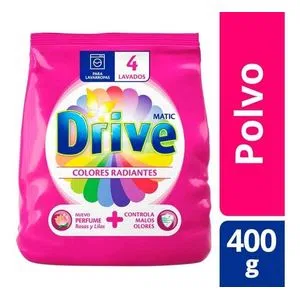 PARA
LAVARROPAS
4
LAVADOS
MATIC
Drive
COLORES RADIANTES
NUEVO
PERFUME
Rosas y Lilas
+
CONTROLA
MALOS
OLORES
Polvo
400
g